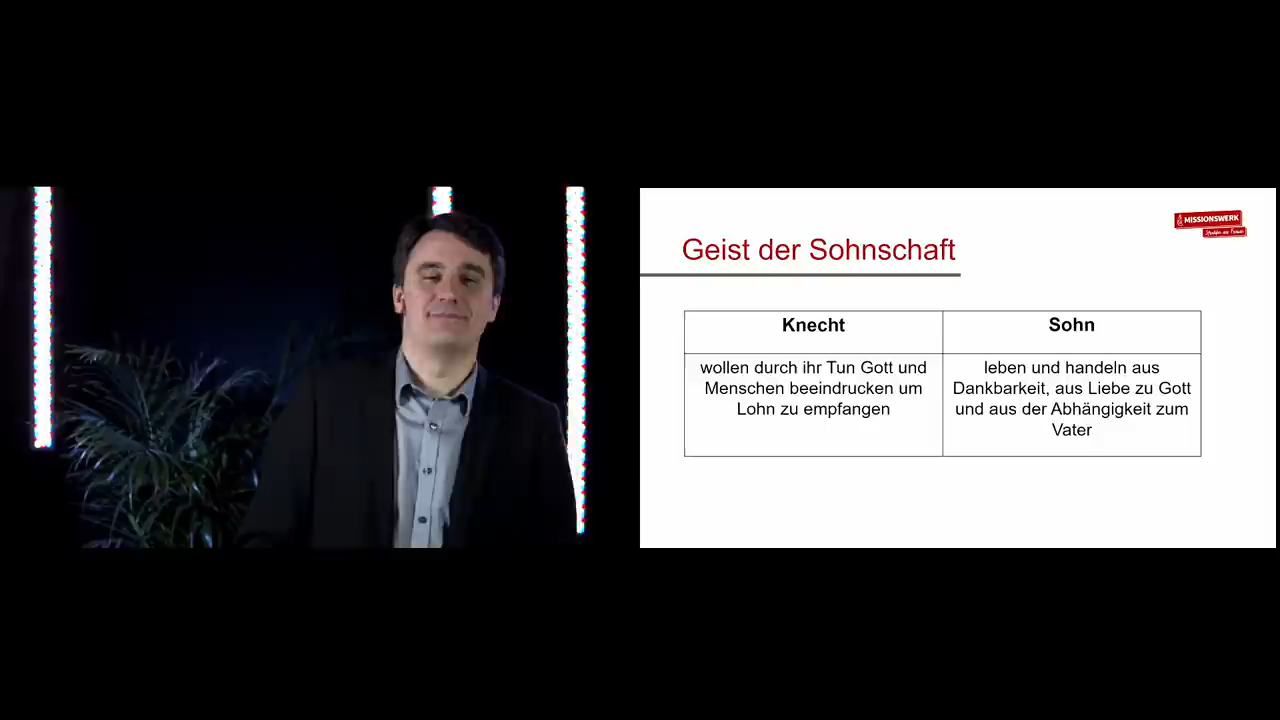 MISSIONSWERK
Geist der Sohnschaft
Knecht
Sohn
wollen durch ihr Tun Gott und
Menschen beeindrucken um
Lohn zu empfangen
leben und handeln aus
Dankbarkeit, aus Liebe zu Gott
und aus der Abhängigkeit zum
Vater